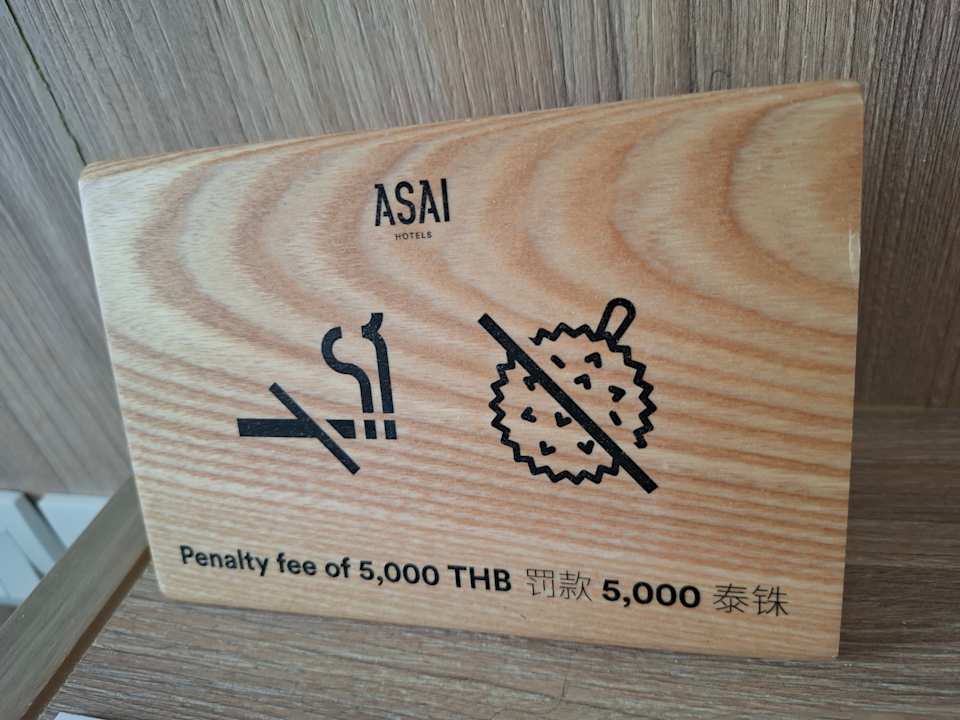 ASAI
HOTELS
Penalty fee of 5,000 THB 罚款 5,000 泰铢